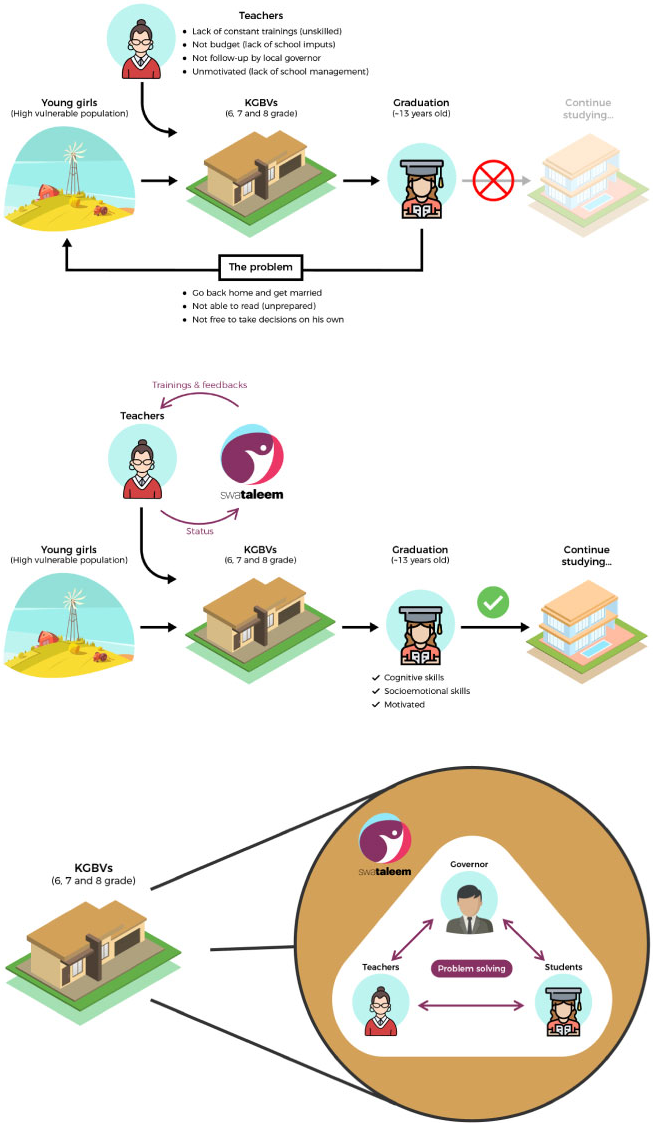 Teachers
Lack of constant trainings (unskilled)
Not budget (lack of school imputs)
Not follow-up by local governor
Unmotivated (lack of school management)
Young girls
(High vulnerable population)
KGBVs
(6, 7 and 8 grade)
Graduation
(~13 years old)
Continue
studying...
The problem
Go back home and get married
Not able to read (unprepared)
Not free to take decisions on his own
Trainings & feedbacks
Teachers
swataleem
Status
Young girls
(High vulnerable population)
KGBVs
(6, 7 and 8 grade)
Graduation
(~13 years old)
Continue
studying...
Cognitive skills
Socioemotional skills
Motivated
KGBVs
(6, 7 and 8 grade)
swataleem
Governor
Teachers
Problem solving
Students